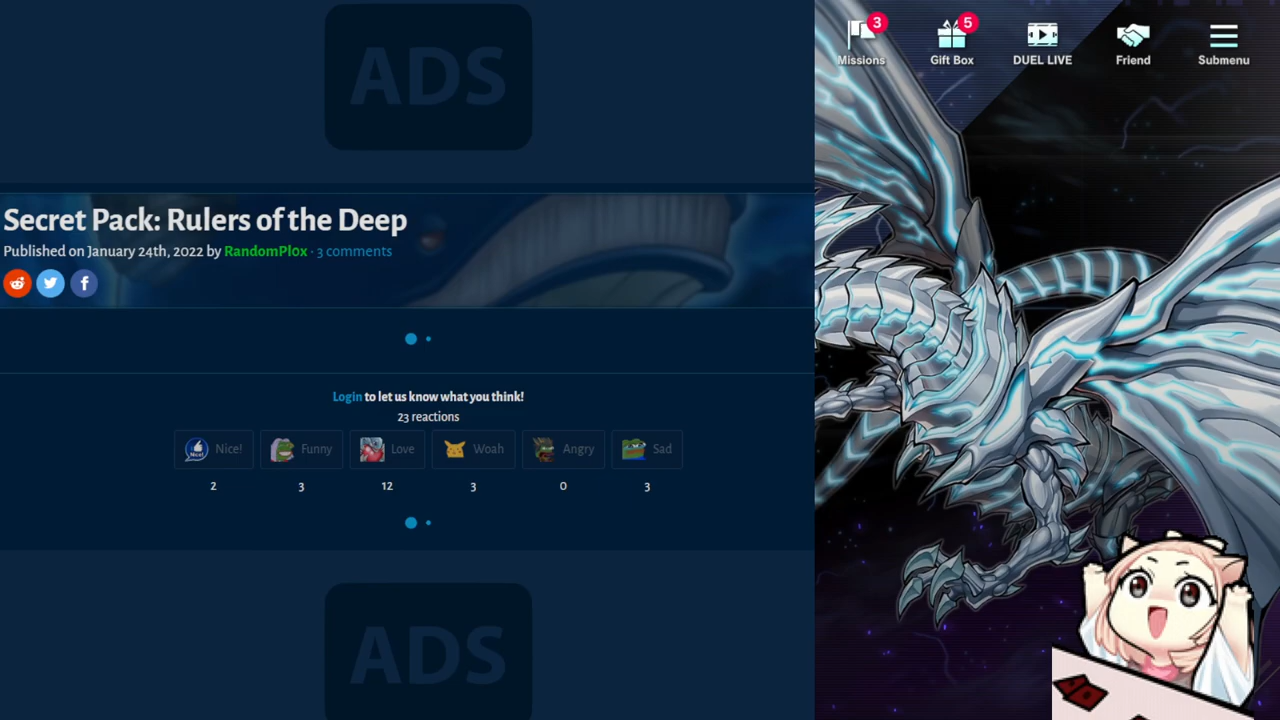 ADS
3
5
Missions
Gift Box
DUEL LIVE
Friend
Submenu
Secret Pack: Rulers of the Deep
Published on January 24th, 2022 by RandomPl0x · 3 comments
Login to let us know what you think!
23 reactions
Nice!
Nice!
Funny
Love
Woah
Angry
Sad
2
3
12
3
0
3
ADS